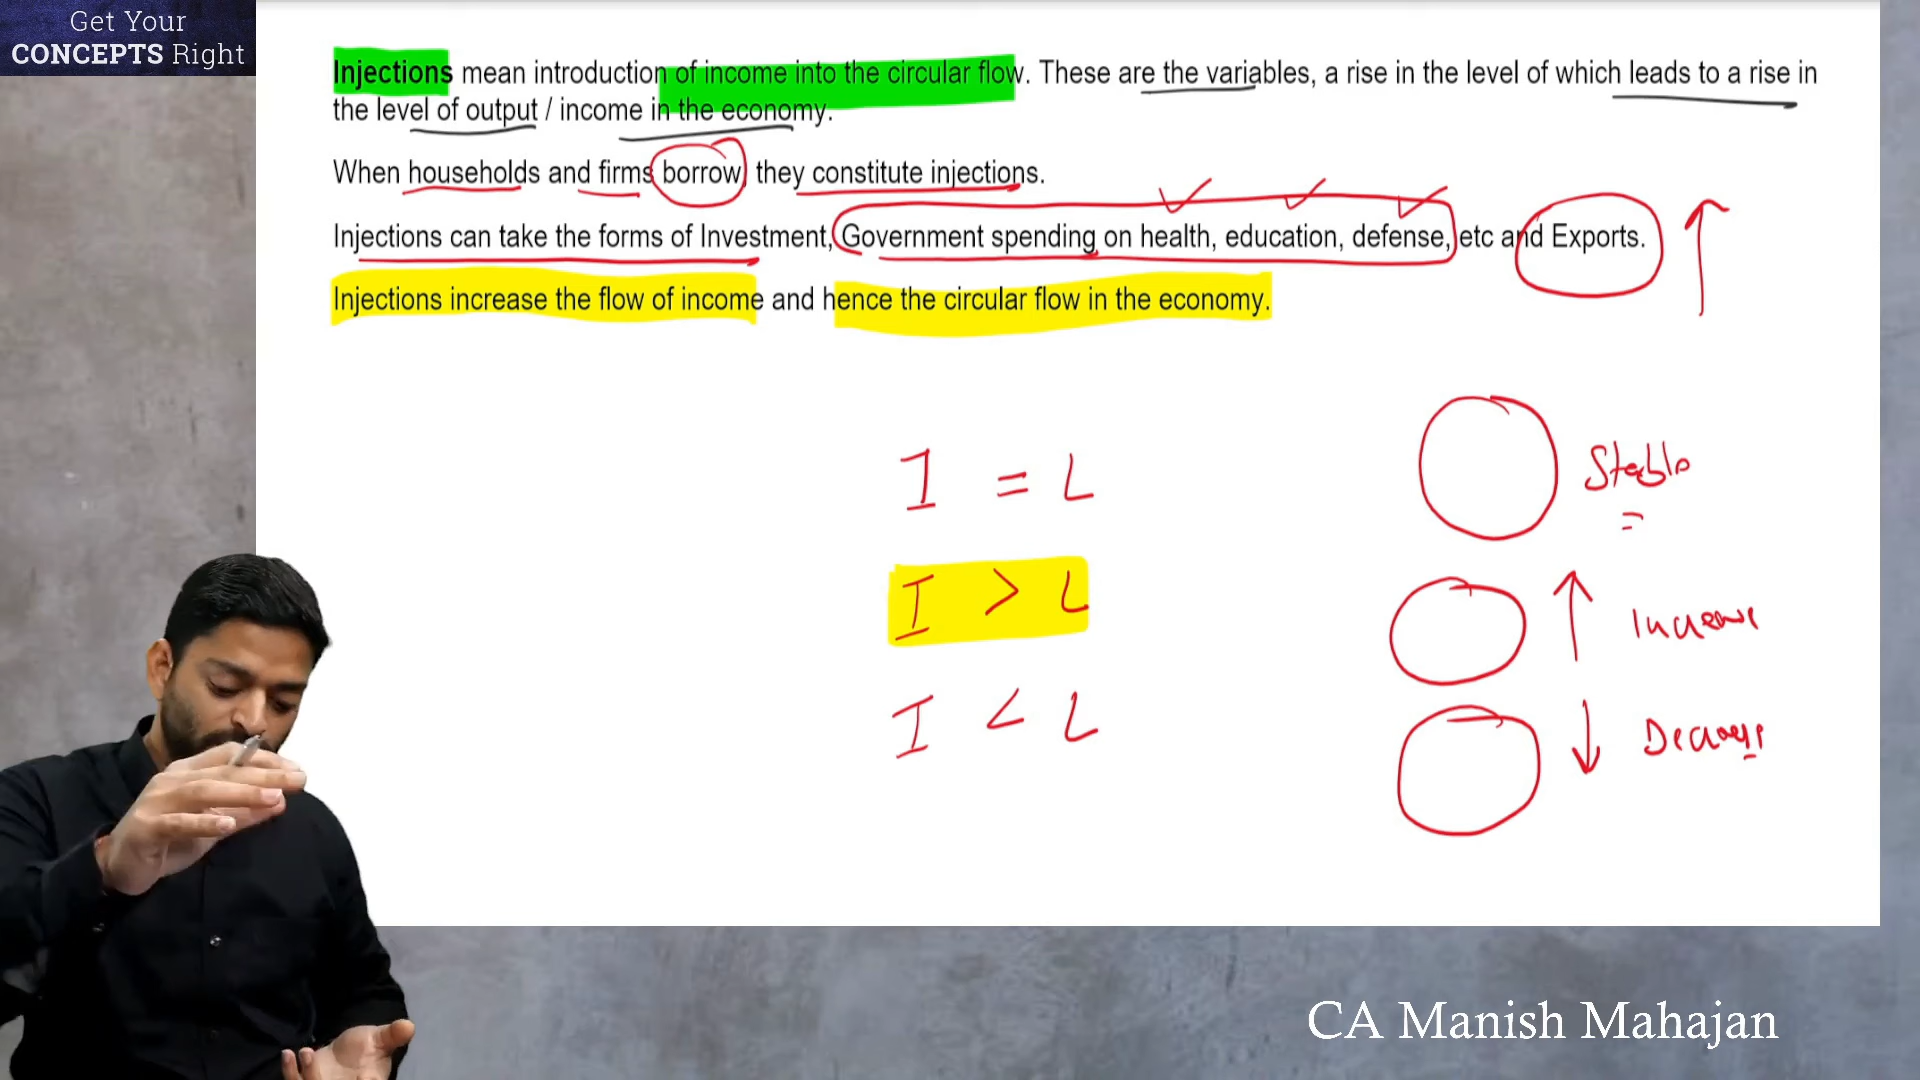 Get Your
CONCEPTS Right
Injections mean introduction of income into the circular flow. These are the variables, a rise in the level of which leads to a rise in
the level of output / income in the economy.
When households and firms borrow, they constitute injections.
Injections can take the forms of Investment, Government spending on health, education, defense, etc and Exports.
Injections increase the flow of income and hence the circular flow in the economy.
I = L
Stable
I > L
Increase
I < L
Decrease
CA Manish Mahajan